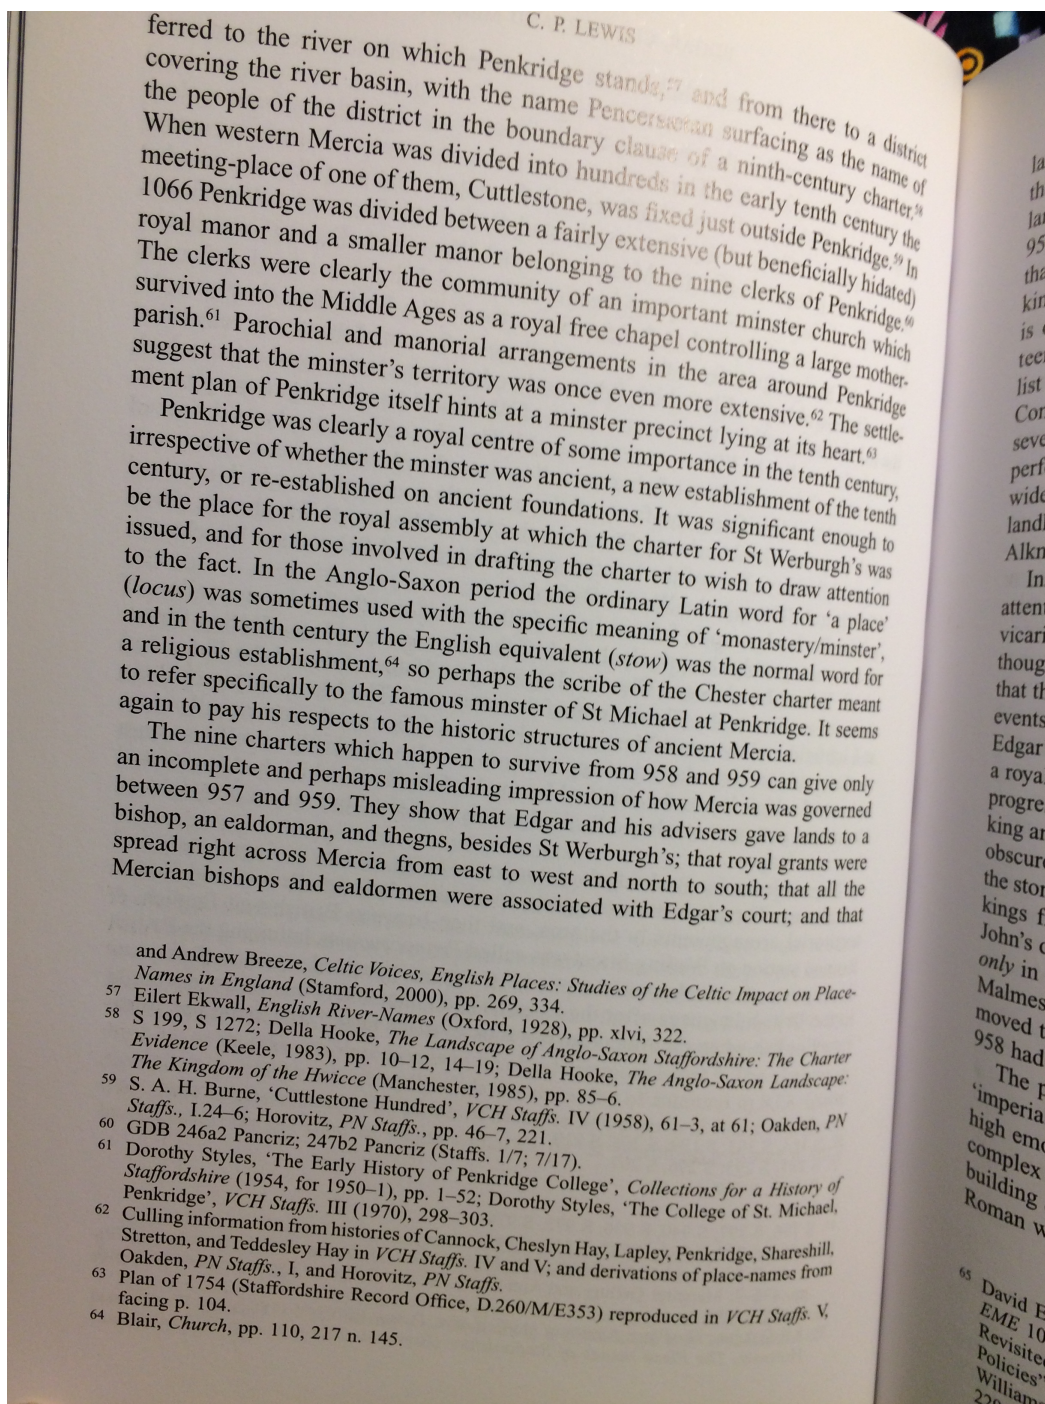 C. P. LEWIS
ferred to the river on which Penkridge stands,⁵⁷ and from there to a district
covering the river basin, with the name Pencersætan surfacing as the name of
the people of the district in the boundary clause of a ninth-century charter.⁵⁸
When western Mercia was divided into hundreds in the early tenth century the
meeting-place of one of them, Cuttlestone, was fixed just outside Penkridge.⁵⁹ In
1066 Penkridge was divided between a fairly extensive (but beneficially hidated)
royal manor and a smaller manor belonging to the nine clerks of Penkridge.⁶⁰
The clerks were clearly the community of an important minster church which
survived into the Middle Ages as a royal free chapel controlling a large mother-
parish.⁶¹ Parochial and manorial arrangements in the area around Penkridge
suggest that the minster's territory was once even more extensive.⁶² The settle-
ment plan of Penkridge itself hints at a minster precinct lying at its heart.⁶³
Penkridge was clearly a royal centre of some importance in the tenth century,
irrespective of whether the minster was ancient, a new establishment of the tenth
century, or re-established on ancient foundations. It was significant enough to
be the place for the royal assembly at which the charter for St Werburgh's was
issued, and for those involved in drafting the charter to wish to draw attention
to the fact. In the Anglo-Saxon period the ordinary Latin word for 'a place'
(locus) was sometimes used with the specific meaning of 'monastery/minster',
and in the tenth century the English equivalent (stow) was the normal word for
a religious establishment,⁶⁴ so perhaps the scribe of the Chester charter meant
to refer specifically to the famous minster of St Michael at Penkridge. It seems
again to pay his respects to the historic structures of ancient Mercia.
The nine charters which happen to survive from 958 and 959 can give only
an incomplete and perhaps misleading impression of how Mercia was governed
between 957 and 959. They show that Edgar and his advisers gave lands to a
bishop, an ealdorman, and thegns, besides St Werburgh's; that royal grants were
spread right across Mercia from east to west and north to south; that all the
Mercian bishops and ealdormen were associated with Edgar's court; and that
and Andrew Breeze, Celtic Voices, English Places: Studies of the Celtic Impact on Place-
Names in England (Stamford, 2000), pp. 269, 334.
57 Eilert Ekwall, English River-Names (Oxford, 1928), pp. xlvi, 322.
58 S 199, S 1272; Della Hooke, The Landscape of Anglo-Saxon Staffordshire: The Charter
Evidence (Keele, 1983), pp. 10–12, 14–19; Della Hooke, The Anglo-Saxon Landscape:
The Kingdom of the Hwicce (Manchester, 1985), pp. 85–6.
59 S. A. H. Burne, 'Cuttlestone Hundred', VCH Staffs. IV (1958), 61–3, at 61; Oakden, PN
Staffs., I.24–6; Horovitz, PN Staffs., pp. 46–7, 221.
60 GDB 246a2 Pancriz; 247b2 Pancriz (Staffs. 1/7; 7/17).
61 Dorothy Styles, 'The Early History of Penkridge College', Collections for a History of
Staffordshire (1954, for 1950–1), pp. 1–52; Dorothy Styles, 'The College of St. Michael,
Penkridge', VCH Staffs. III (1970), 298–303.
62 Culling information from histories of Cannock, Cheslyn Hay, Lapley, Penkridge, Shareshill,
Stretton, and Teddesley Hay in VCH Staffs. IV and V; and derivations of place-names from
Oakden, PN Staffs., I, and Horovitz, PN Staffs.
63 Plan of 1754 (Staffordshire Record Office, D.260/M/E353) reproduced in VCH Staffs. V,
facing p. 104.
64 Blair, Church, pp. 110, 217 n. 145.
95
is
list
In
Edgar
only in
958 had
The
high
complex
building
Roman
65 David
EME 10
Policies'